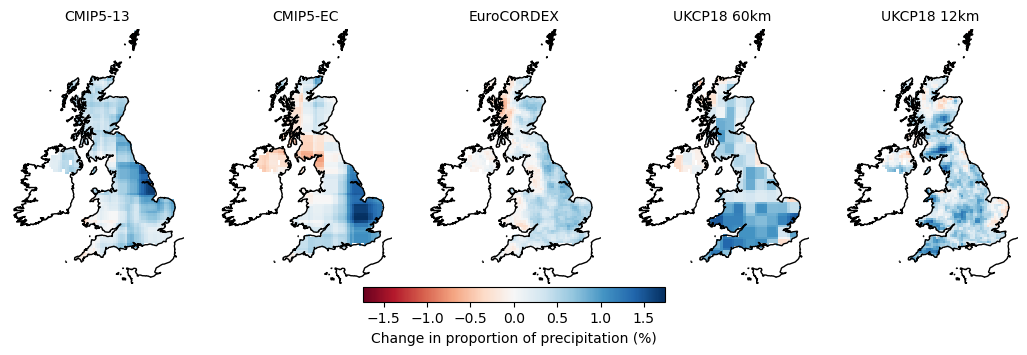 CMIP5-13 CMIP5-EC EuroCORDEX UKCP18 60km UKCP18 12km
−1.5 −1.0 −0.5 0.0 0.5 1.0 1.5
Change in proportion of precipitation (%)